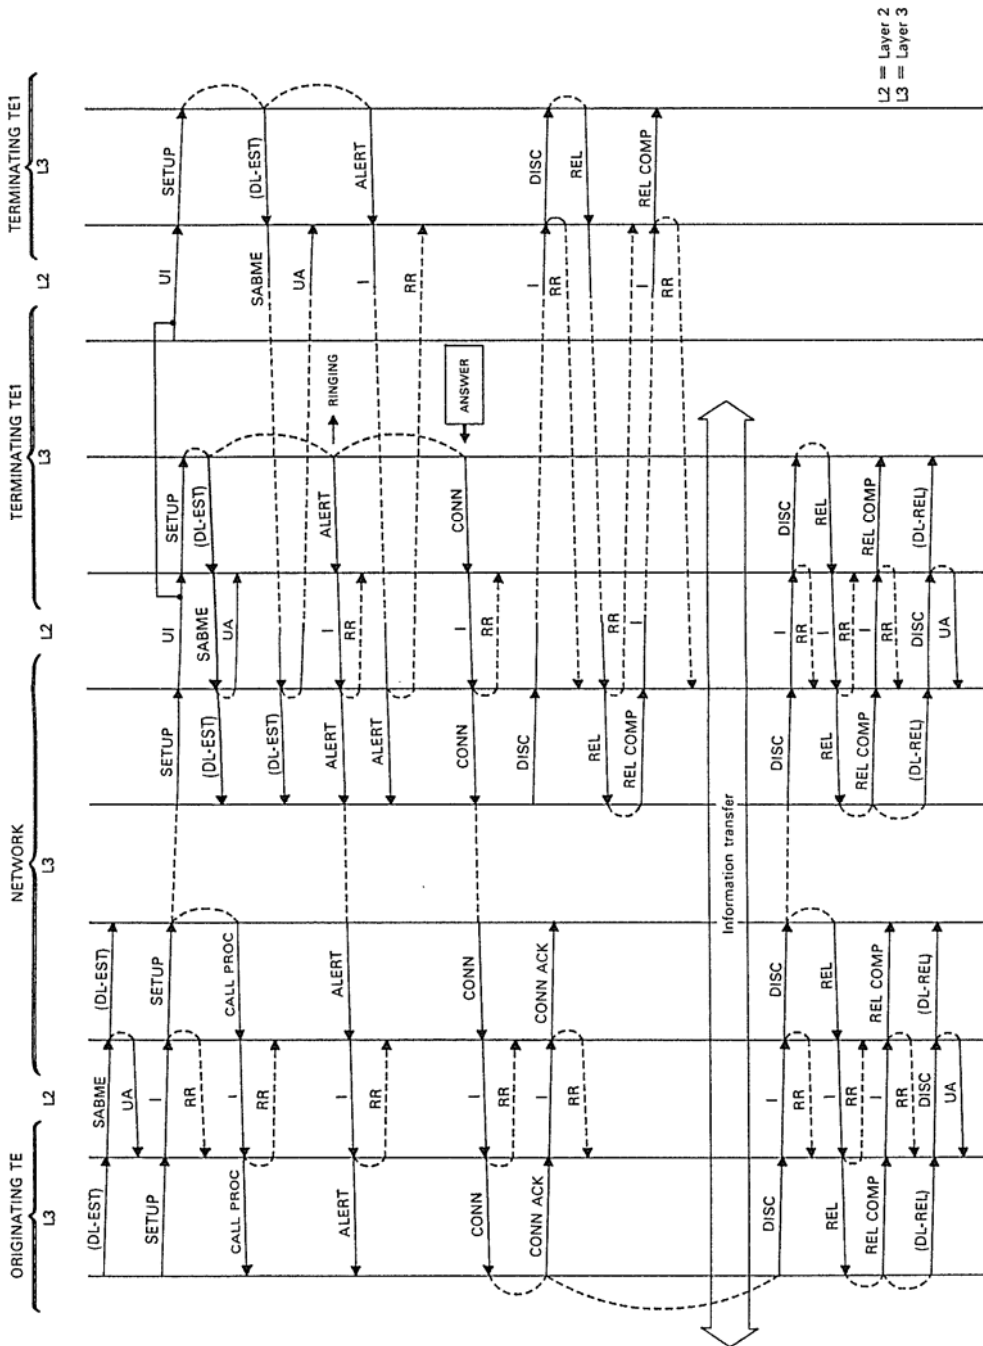 TERMINATING TE1
L3
L2
TERMINATING TE1
L3
L2
NETWORK
L3
L2
ORIGINATING TE
L3
(DL-EST)
SABME
(DL-EST)
UA
SETUP
I
SETUP
RR
SETUP
UI
SETUP
UI
SETUP
CALL PROC
I
CALL PROC
RR
(DL-EST)
SABME
(DL-EST)
UA
(DL-EST)
SABME
(DL-EST)
UA
RINGING
ALERT
I
ALERT
RR
ALERT
I
ALERT
RR
ALERT
I
ALERT
RR
ANSWER
CONN
I
CONN
RR
CONN
I
CONN
RR
CONN ACK
I
CONN ACK
RR
DISC
I
DISC
RR
REL
REL
RR
REL COMP
I
I
REL COMP
RR
Information transfer
DISC
I
DISC
RR
DISC
I
DISC
RR
REL
I
REL
RR
REL
I
REL
RR
REL COMP
I
REL COMP
RR
REL COMP
I
REL COMP
RR
(DL-REL)
DISC
(DL-REL)
UA
(DL-REL)
DISC
(DL-REL)
UA
L2 == Layer 2
L3 = Layer 3